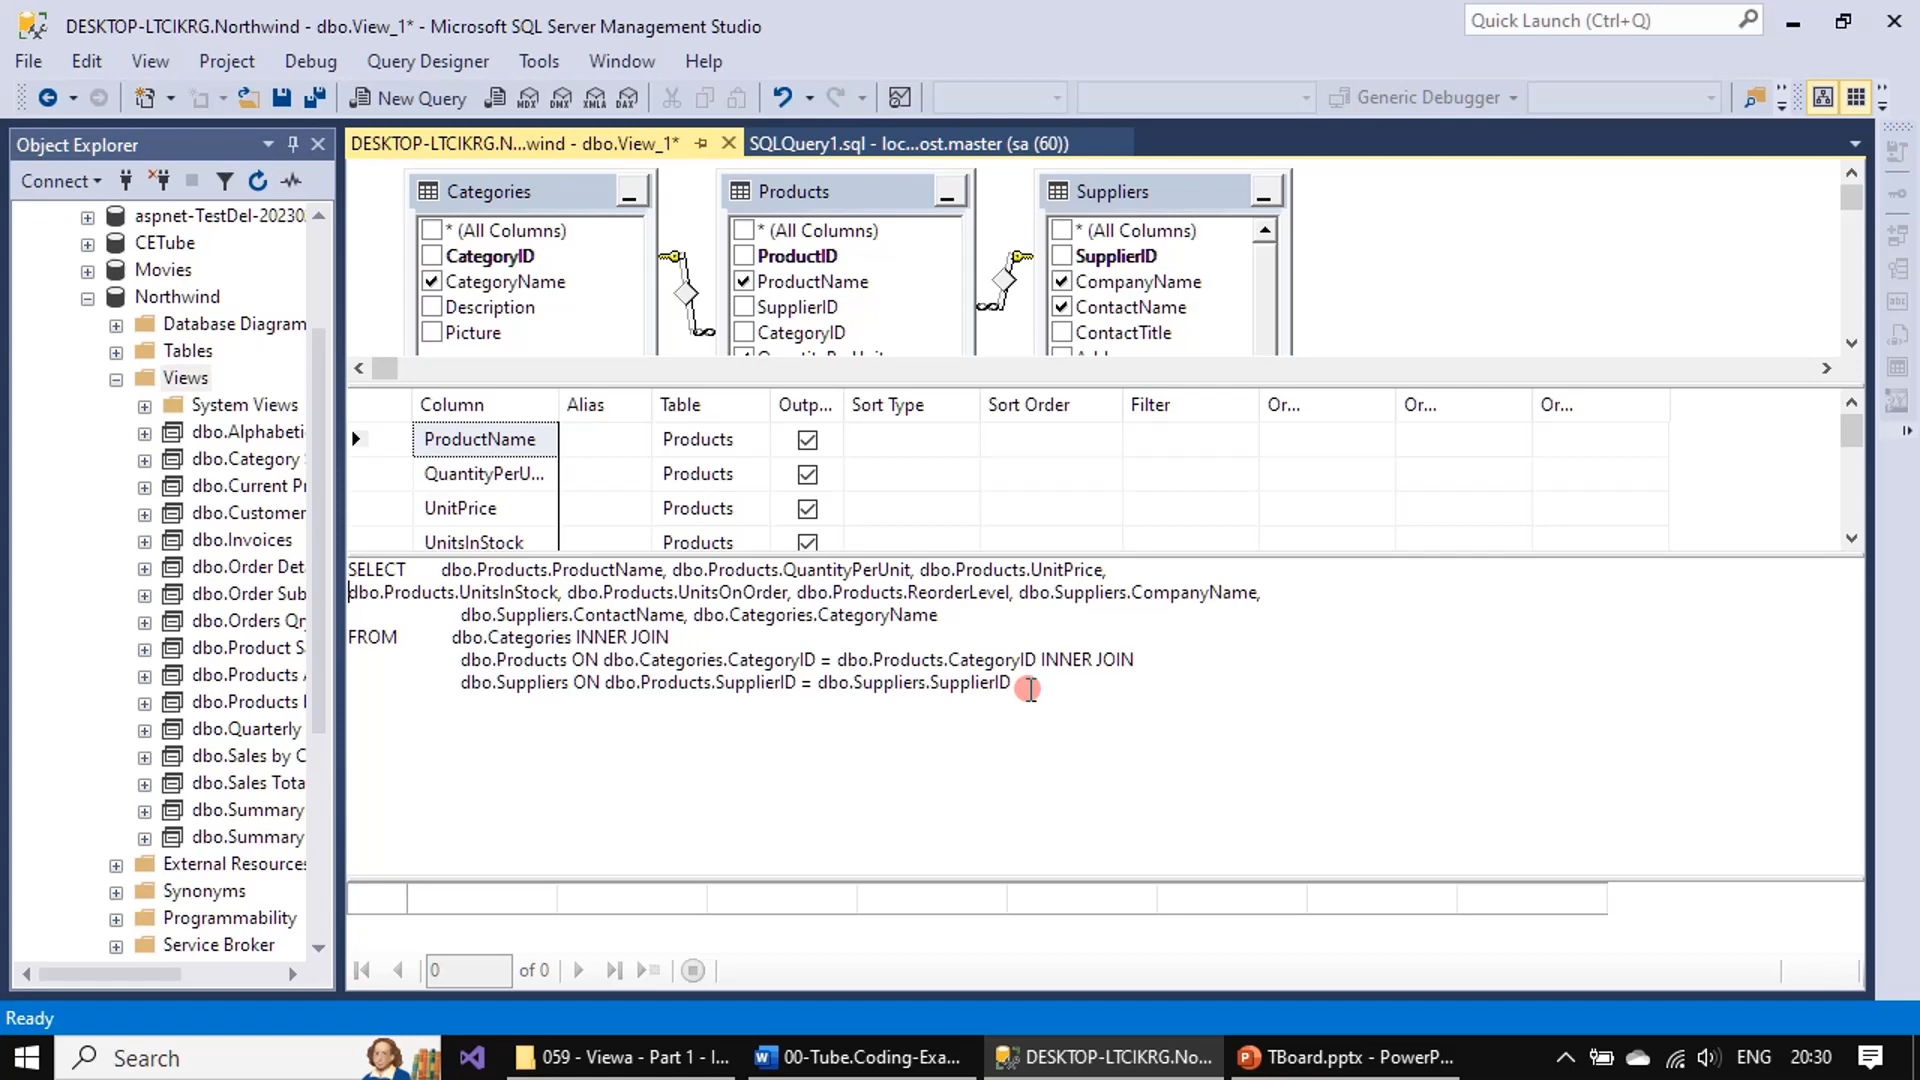 DESKTOP-LTCIKRG.Northwind - dbo.View_1* - Microsoft SQL Server Management Studio
Quick Launch (Ctrl+Q)
File Edit View Project Debug Query Designer Tools Window Help
New Query MDX DMX XMLA DAX Generic Debugger
Object Explorer
DESKTOP-LTCIKRG.N...wind - dbo.View_1* SQLQuery1.sql - loc...ost.master (sa (60))
Connect
aspnet-TestDel-20230
CETube
Movies
Northwind
Database Diagram
Tables
Views
System Views
dbo.Alphabeti
dbo.Category
dbo.Current Pr
dbo.Customer
dbo.Invoices
dbo.Order Det
dbo.Order Sub
dbo.Orders Qry
dbo.Product S
dbo.Products
dbo.Products
dbo.Quarterly
dbo.Sales by C
dbo.Sales Tota
dbo.Summary
dbo.Summary
External Resources
Synonyms
Programmability
Service Broker
Categories
* (All Columns)
CategoryID
CategoryName
Description
Picture
Products
* (All Columns)
ProductID
ProductName
SupplierID
CategoryID
Suppliers
* (All Columns)
SupplierID
CompanyName
ContactName
ContactTitle
Column Alias Table Outp... Sort Type Sort Order Filter Or... Or... Or...
ProductName Products
QuantityPerU... Products
UnitPrice Products
UnitsInStock Products
SELECT dbo.Products.ProductName, dbo.Products.QuantityPerUnit, dbo.Products.UnitPrice,
dbo.Products.UnitsInStock, dbo.Products.UnitsOnOrder, dbo.Products.ReorderLevel, dbo.Suppliers.CompanyName,
dbo.Suppliers.ContactName, dbo.Categories.CategoryName
FROM dbo.Categories INNER JOIN
dbo.Products ON dbo.Categories.CategoryID = dbo.Products.CategoryID INNER JOIN
dbo.Suppliers ON dbo.Products.SupplierID = dbo.Suppliers.SupplierID
0 of 0
Ready
Search 059 - Viewa - Part 1 - I... 00-Tube.Coding-Exa... DESKTOP-LTCIKRG.No... TBoard.pptx - PowerP... ENG 20:30